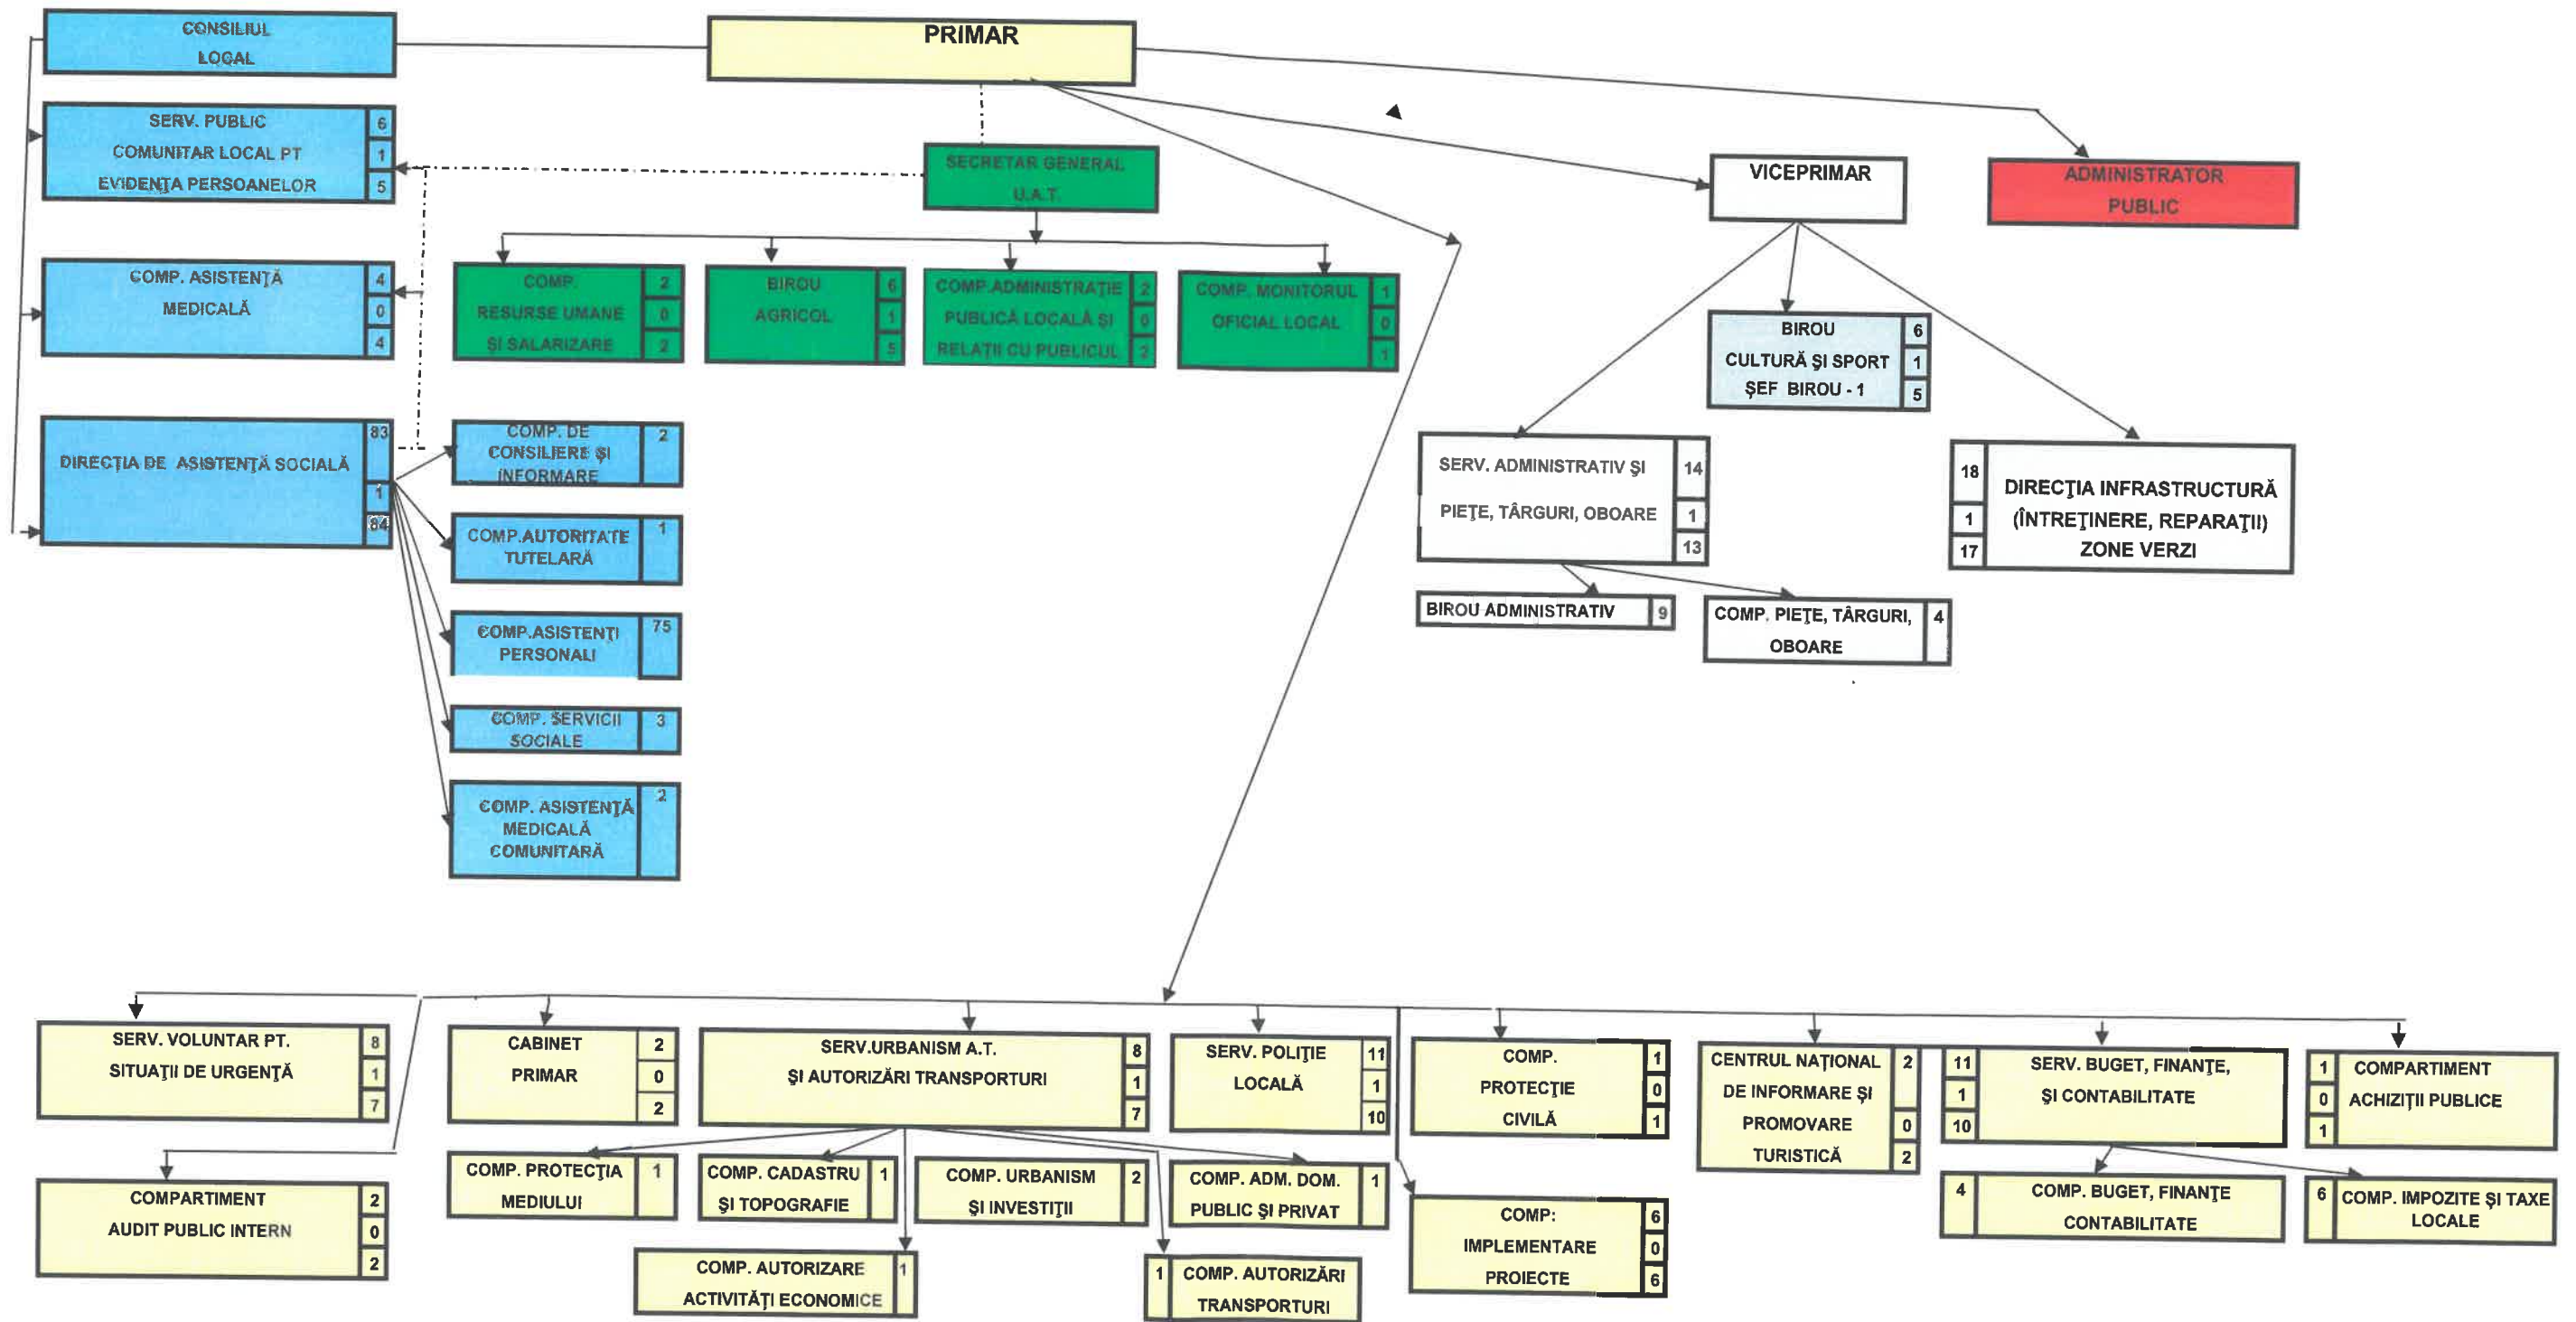 CONSILIUL
LOCAL
PRIMAR
SERV. PUBLIC
COMUNITAR LOCAL PT
EVIDENȚA PERSOANELOR
6
1
5
SECRETAR GENERAL
U.A.T.
VICEPRIMAR
ADMINISTRATOR
PUBLIC
COMP. ASISTENȚĂ
MEDICALĂ
4
0
4
COMP.
RESURSE UMANE
ȘI SALARIZARE
2
0
2
BIROU
AGRICOL
6
1
5
COMP.ADMINISTRAȚIE
PUBLICĂ LOCALĂ ȘI
RELAȚII CU PUBLICUL
2
0
2
COMP. MONITORUL
OFICIAL LOCAL
1
0
1
BIROU
CULTURĂ ȘI SPORT
ȘEF BIROU - 1
6
1
5
DIRECȚIA DE ASISTENȚĂ SOCIALĂ
83
1
84
COMP. DE
CONSILIERE ȘI
INFORMARE
2
COMP.AUTORITATE
TUTELARĂ
1
COMP.ASISTENȚI
PERSONALI
75
COMP. SERVICII
SOCIALE
3
COMP. ASISTENȚĂ
MEDICALĂ
COMUNITARĂ
2
SERV. ADMINISTRATIV ȘI
PIEȚE, TÂRGURI, OBOARE
14
1
13
18
1
17
DIRECȚIA INFRASTRUCTURĂ
(ÎNTREȚINERE, REPARAȚII)
ZONE VERZI
BIROU ADMINISTRATIV
9
COMP. PIEȚE, TÂRGURI,
OBOARE
4
SERV. VOLUNTAR PT.
SITUAȚII DE URGENȚĂ
8
1
7
CABINET
PRIMAR
2
0
2
SERV.URBANISM A.T.
ȘI AUTORIZĂRI TRANSPORTURI
8
1
7
SERV. POLIȚIE
LOCALĂ
11
1
10
COMP.
PROTECȚIE
CIVILĂ
1
0
1
CENTRUL NAȚIONAL
DE INFORMARE ȘI
PROMOVARE
TURISTICĂ
2
0
2
11
1
10
SERV. BUGET, FINANȚE,
ȘI CONTABILITATE
1
0
1
COMPARTIMENT
ACHIZIȚII PUBLICE
COMPARTIMENT
AUDIT PUBLIC INTERN
2
0
2
COMP. PROTECȚIA
MEDIULUI
1
COMP. CADASTRU
ȘI TOPOGRAFIE
1
COMP. URBANISM
ȘI INVESTIȚII
2
COMP. ADM. DOM.
PUBLIC ȘI PRIVAT
1
COMP:
IMPLEMENTARE
PROIECTE
6
0
6
4
COMP. BUGET, FINANȚE
CONTABILITATE
6
COMP. IMPOZITE ȘI TAXE
LOCALE
COMP. AUTORIZARE
ACTIVITĂȚI ECONOMICE
1
1
COMP. AUTORIZĂRI
TRANSPORTURI